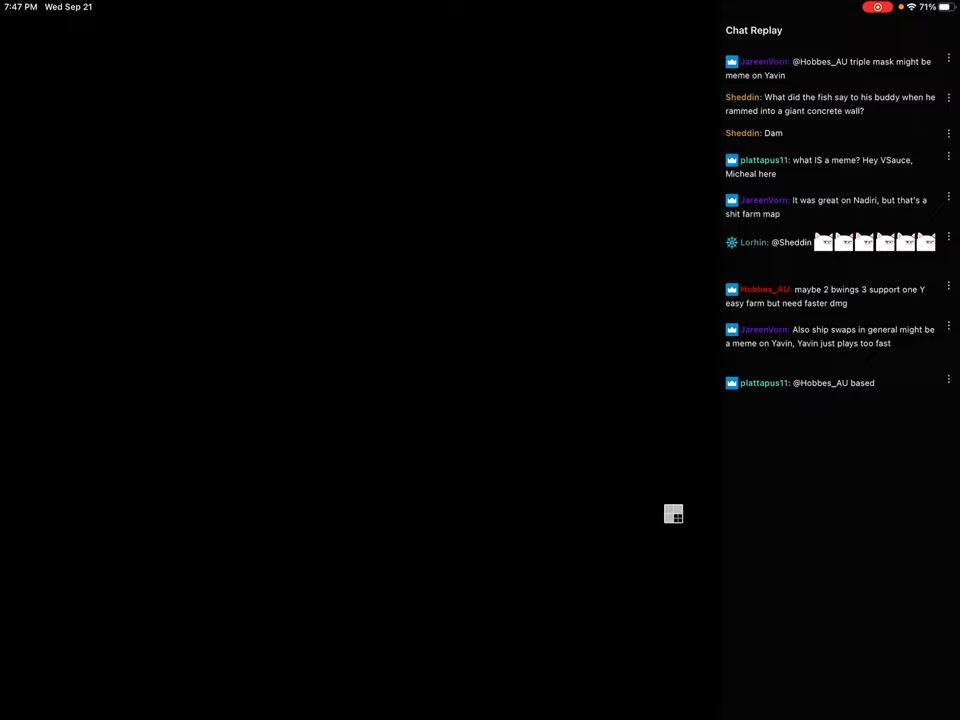 7:47 PM Wed Sep 21
71%
Chat Replay
JareenVorn: @Hobbes_AU triple mask might be
meme on Yavin
Sheddin: What did the fish say to his buddy when he
rammed into a giant concrete wall?
Sheddin: Dam
plattapus11: what IS a meme? Hey VSauce,
Micheal here
JareenVorn: It was great on Nadiri, but that's a
shit farm map
Lorhin: @Sheddin
Hobbes_AU: maybe 2 bwings 3 support one Y
easy farm but need faster dmg
JareenVorn: Also ship swaps in general might be
a meme on Yavin, Yavin just plays too fast
plattapus11: @Hobbes_AU based